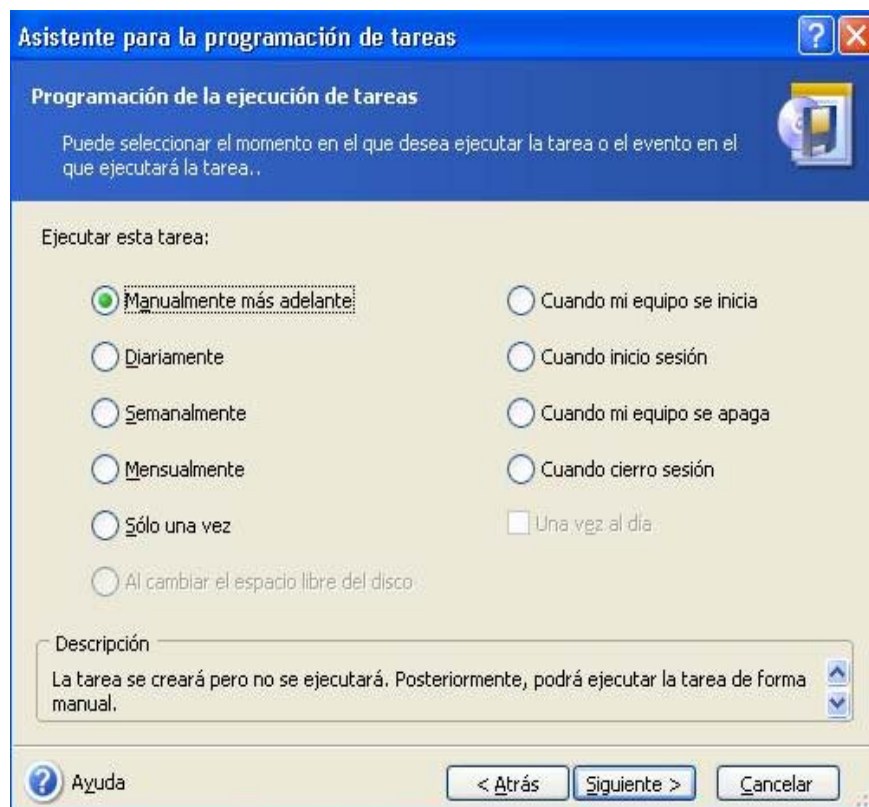 Asistente para la programación de tareas
Programación de la ejecución de tareas
Puede seleccionar el momento en el que desea ejecutar la tarea o el evento en el
que ejecutará la tarea..
Ejecutar esta tarea:
Manualmente más adelante
Diariamente
Semanalmente
Mensualmente
Sólo una vez
Al cambiar el espacio libre del disco
Cuando mi equipo se inicia
Cuando inicio sesión
Cuando mi equipo se apaga
Cuando cierro sesión
Una vez al día
Descripción
La tarea se creará pero no se ejecutará. Posteriormente, podrá ejecutar la tarea de forma
manual.
Ayuda
< Atrás
Siguiente >
Cancelar